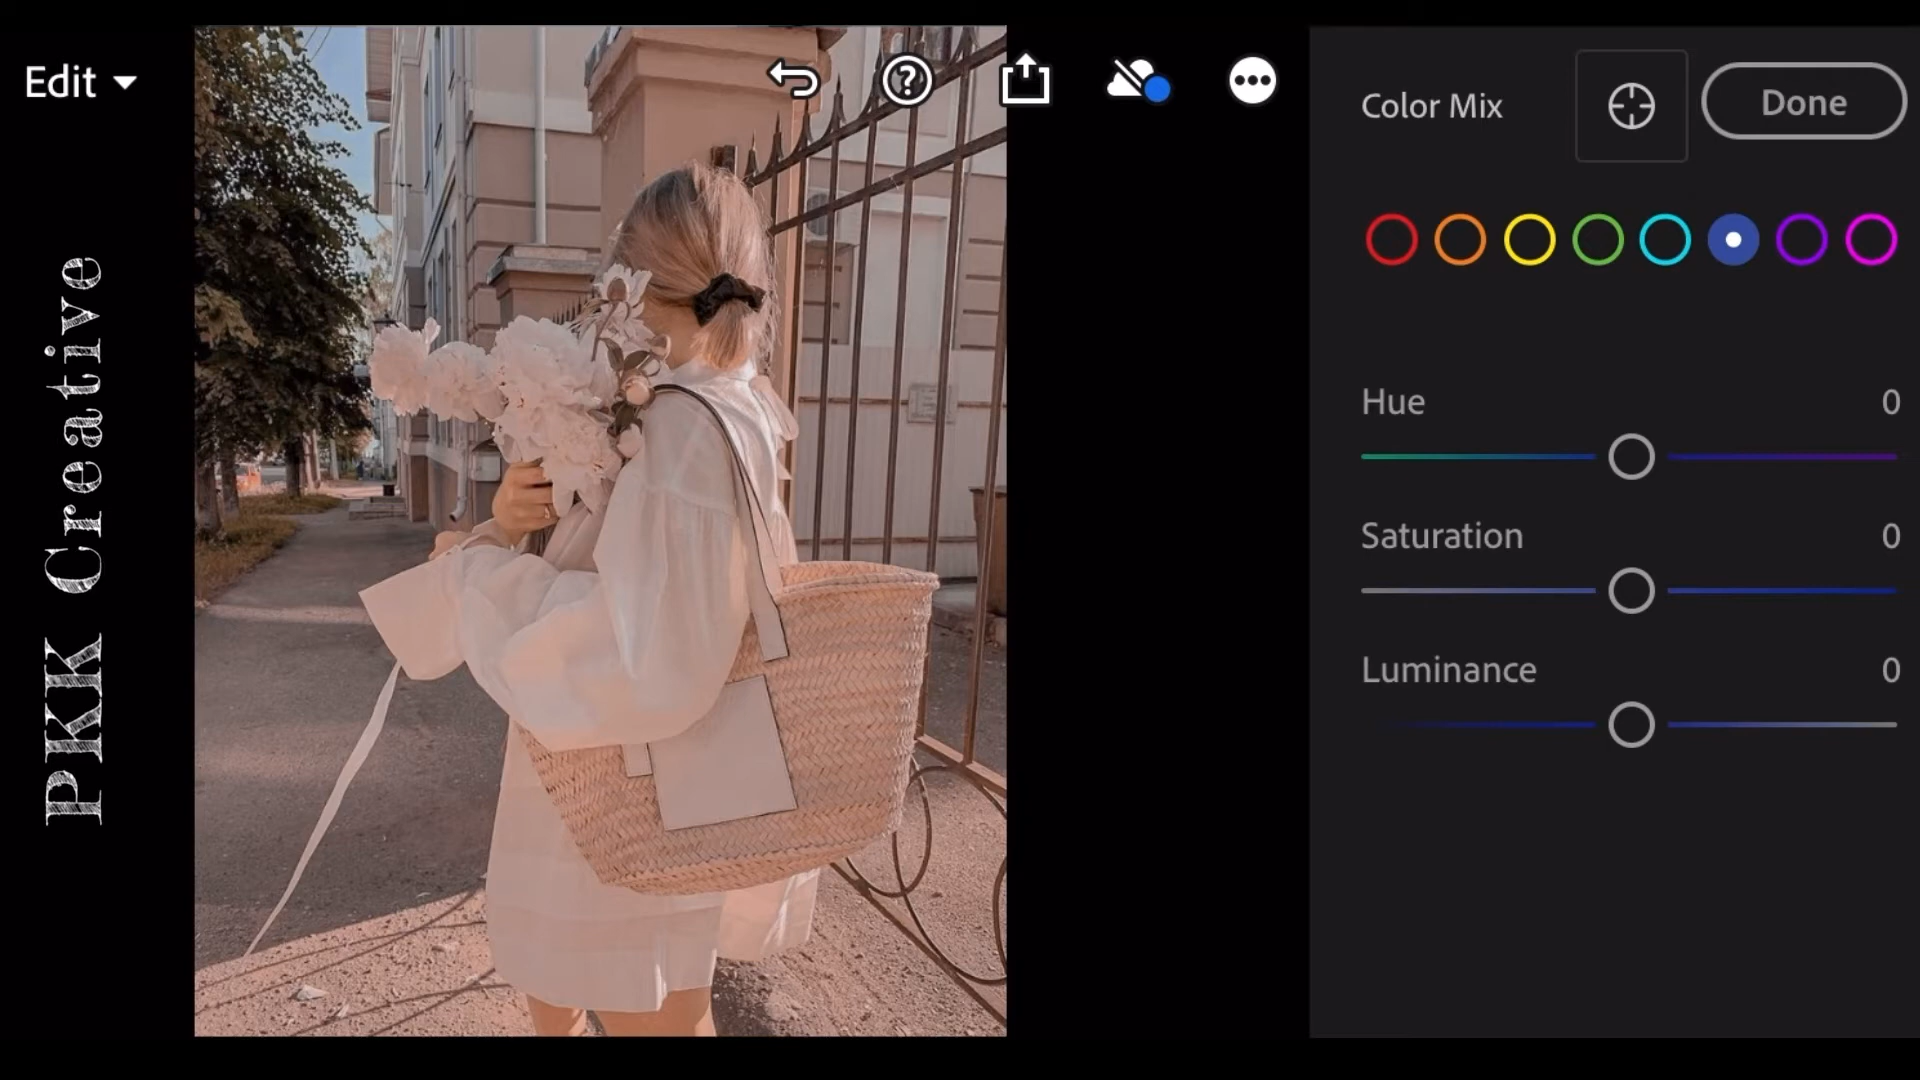 Edit
Color Mix
Done
PKK Creative
Hue 0
Saturation 0
Luminance 0